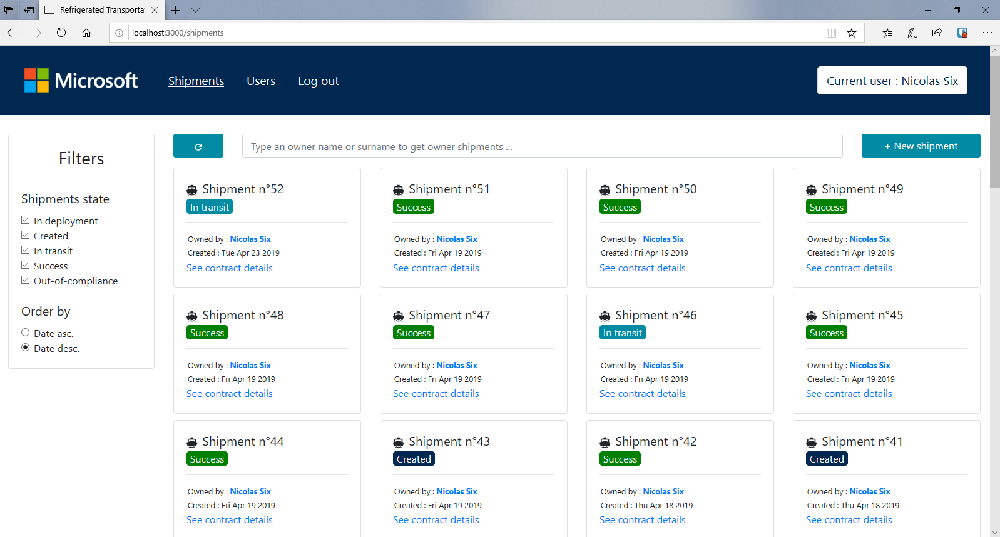 Refrigerated Transporta
localhost:3000/shipments
Microsoft
Shipments
Users
Log out
Current user : Nicolas Six
Filters
Shipments state
In deployment
Created
In transit
Success
Out-of-compliance
Order by
Date asc.
Date desc.
Type an owner name or surname to get owner shipments ...
+ New shipment
Shipment n°52
In transit
Owned by : Nicolas Six
Created : Tue Apr 23 2019
See contract details
Shipment n°51
Success
Owned by : Nicolas Six
Created : Fri Apr 19 2019
See contract details
Shipment n°50
Success
Owned by : Nicolas Six
Created : Fri Apr 19 2019
See contract details
Shipment n°49
Success
Owned by : Nicolas Six
Created : Fri Apr 19 2019
See contract details
Shipment n°48
Success
Owned by : Nicolas Six
Created : Fri Apr 19 2019
See contract details
Shipment n°47
Success
Owned by : Nicolas Six
Created : Fri Apr 19 2019
See contract details
Shipment n°46
In transit
Owned by : Nicolas Six
Created : Fri Apr 19 2019
See contract details
Shipment n°45
Success
Owned by : Nicolas Six
Created : Fri Apr 19 2019
See contract details
Shipment n°44
Success
Owned by : Nicolas Six
Created : Fri Apr 19 2019
See contract details
Shipment n°43
Created
Owned by : Nicolas Six
Created : Fri Apr 19 2019
See contract details
Shipment n°42
Success
Owned by : Nicolas Six
Created : Thu Apr 18 2019
See contract details
Shipment n°41
Created
Owned by : Nicolas Six
Created : Thu Apr 18 2019
See contract details